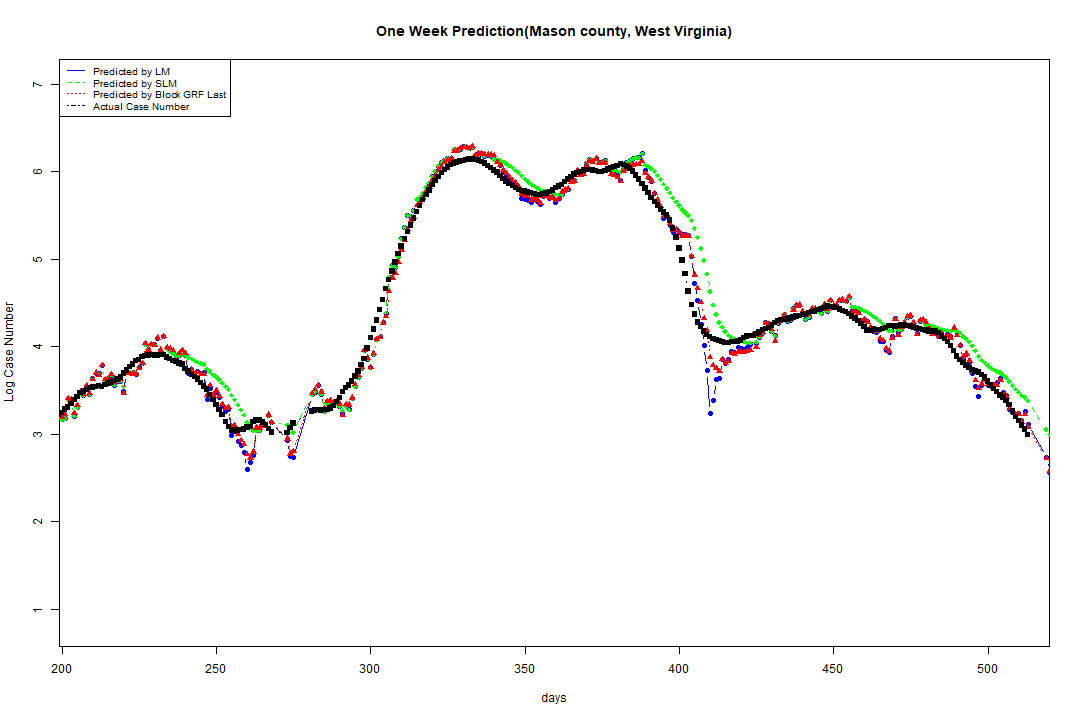 One Week Prediction(Mason county, West Virginia)
Predicted by LM
Predicted by SLM
Predicted by Block GRF Last
Actual Case Number
7
6
5
4
3
2
1
Log Case Number
200 250 300 350 400 450 500
days